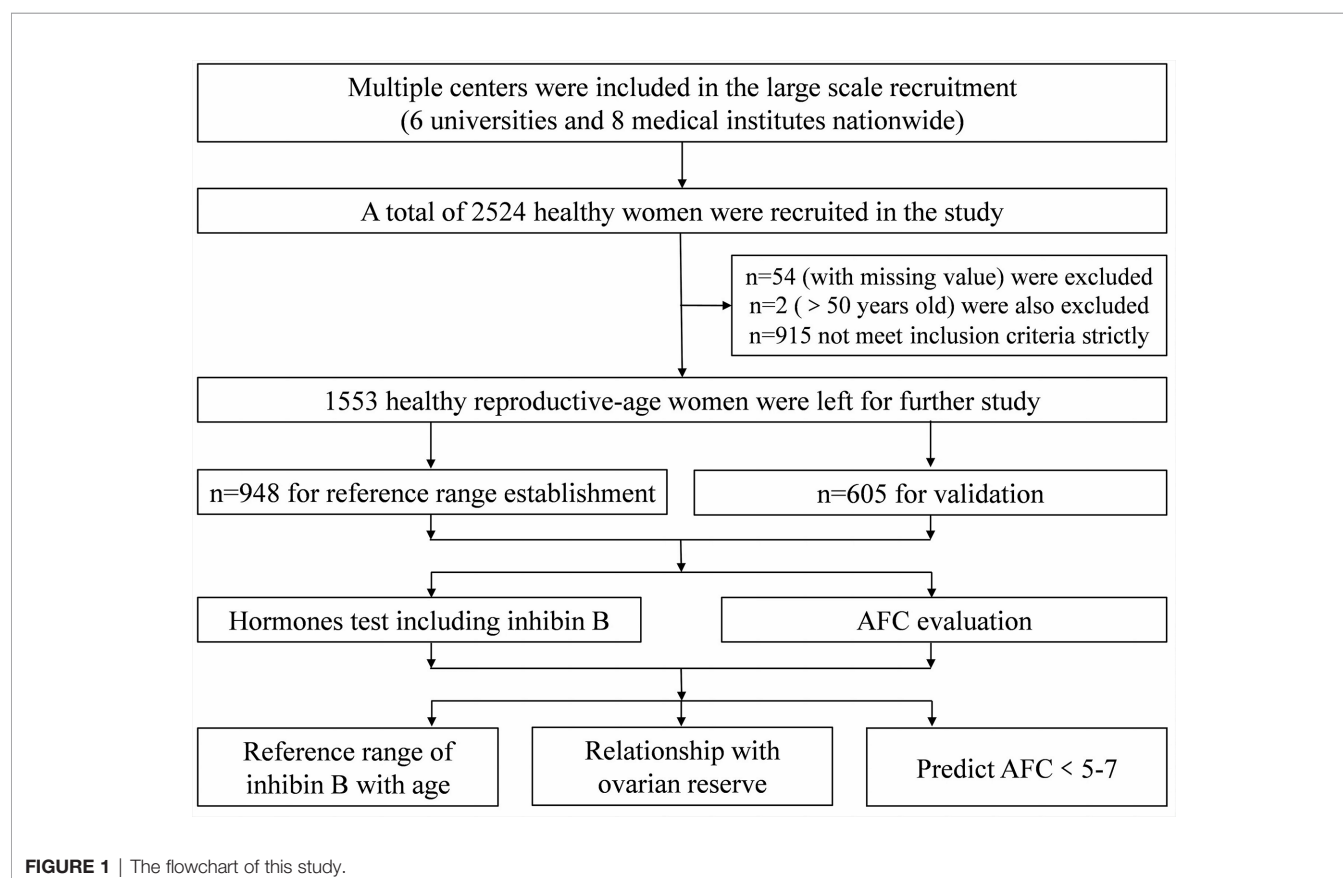 Multiple centers were included in the large scale recruitment
(6 universities and 8 medical institutes nationwide)
A total of 2524 healthy women were recruited in the study
n=54 (with missing value) were excluded
n=2 ( > 50 years old) were also excluded
n=915 not meet inclusion criteria strictly
1553 healthy reproductive-age women were left for further study
n=948 for reference range establishment
n=605 for validation
Hormones test including inhibin B
AFC evaluation
Reference range of
inhibin B with age
Relationship with
ovarian reserve
Predict AFC < 5-7
FIGURE 1 | The flowchart of this study.